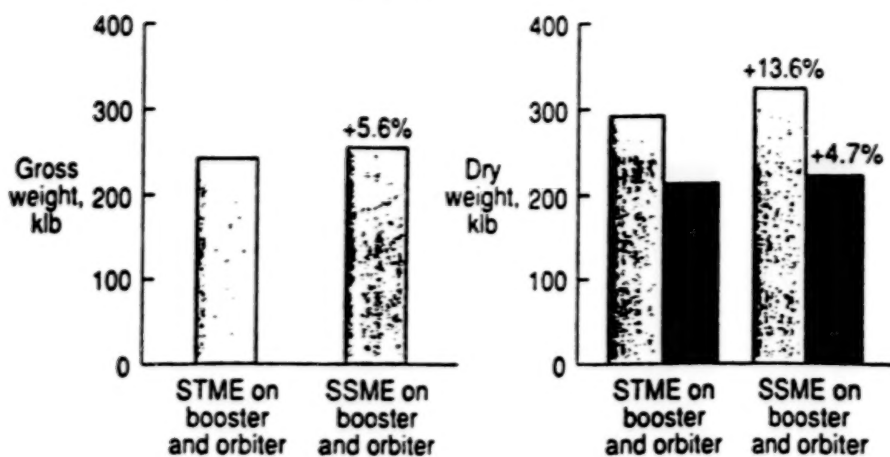 400
300
200
100
0
Gross
weight,
klb
+5.6%
STME on
booster
and orbiter
SSME on
booster
and orbiter
400
300
200
100
0
Dry
weight,
klb
+13.6%
+4.7%
STME on
booster
and orbiter
SSME on
booster
and orbiter